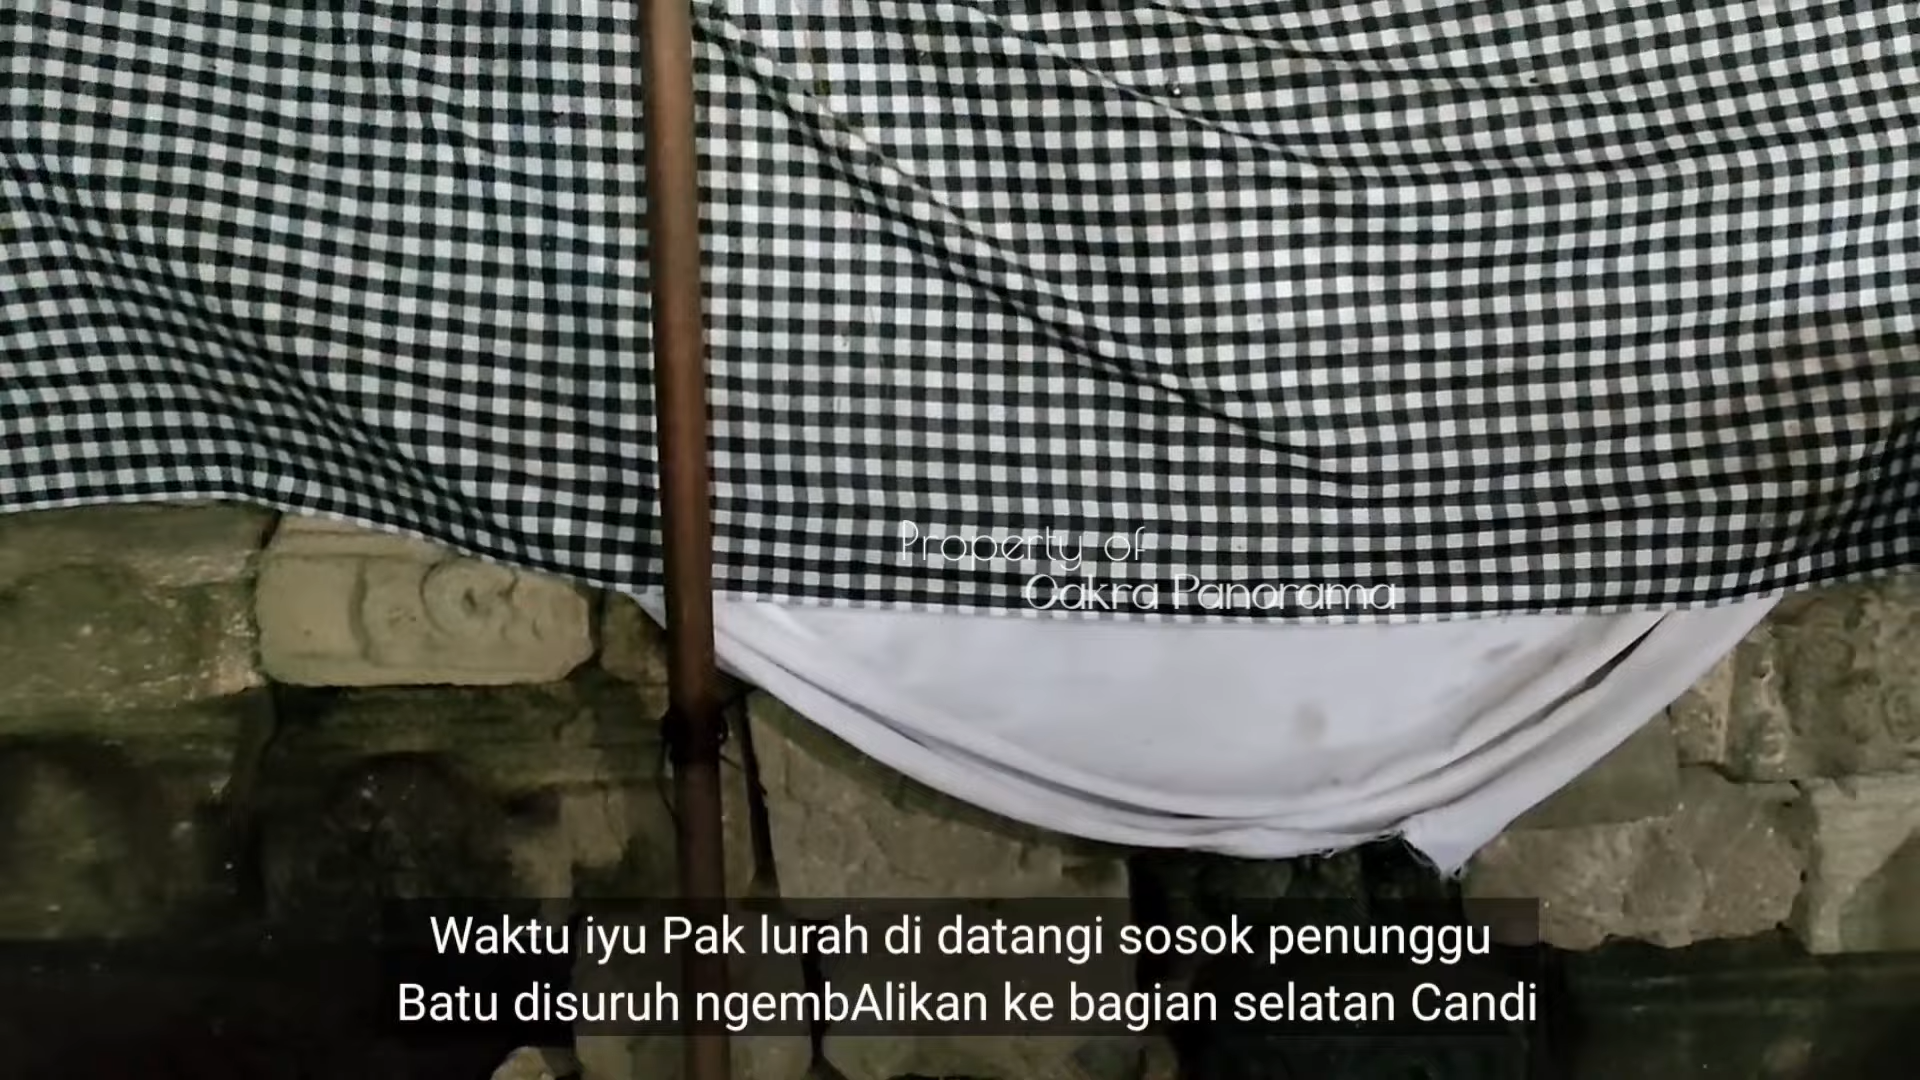 Property of
Cakra Panorama
Waktu iyu Pak lurah di datangi sosok penunggu
Batu disuruh ngembAlikan ke bagian selatan Candi